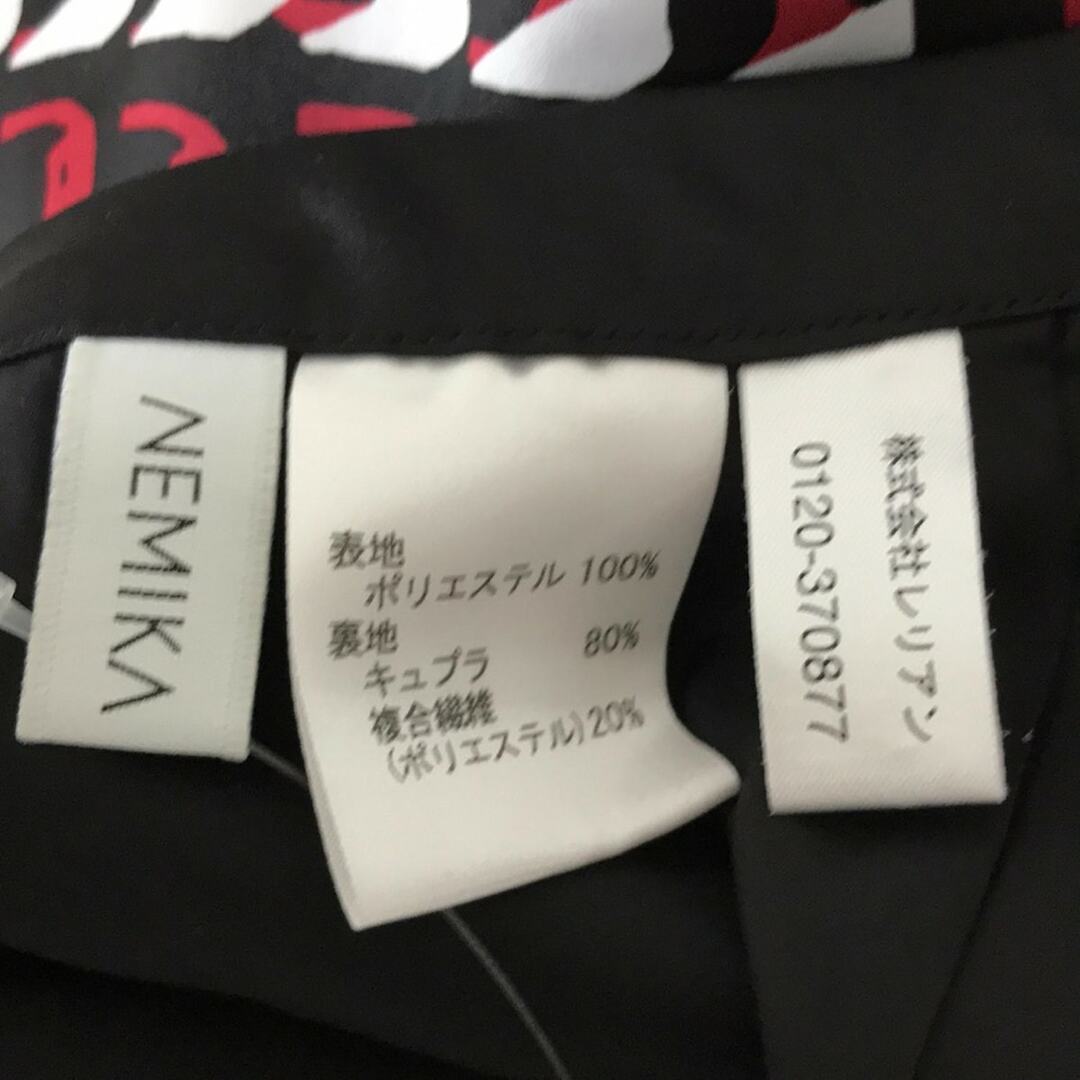 NEMIKA
表地
ポリエステル 100%
裏地
キュプラ 80%
複合繊維
(ポリエステル) 20%
株式会社レリアン
0120-370877